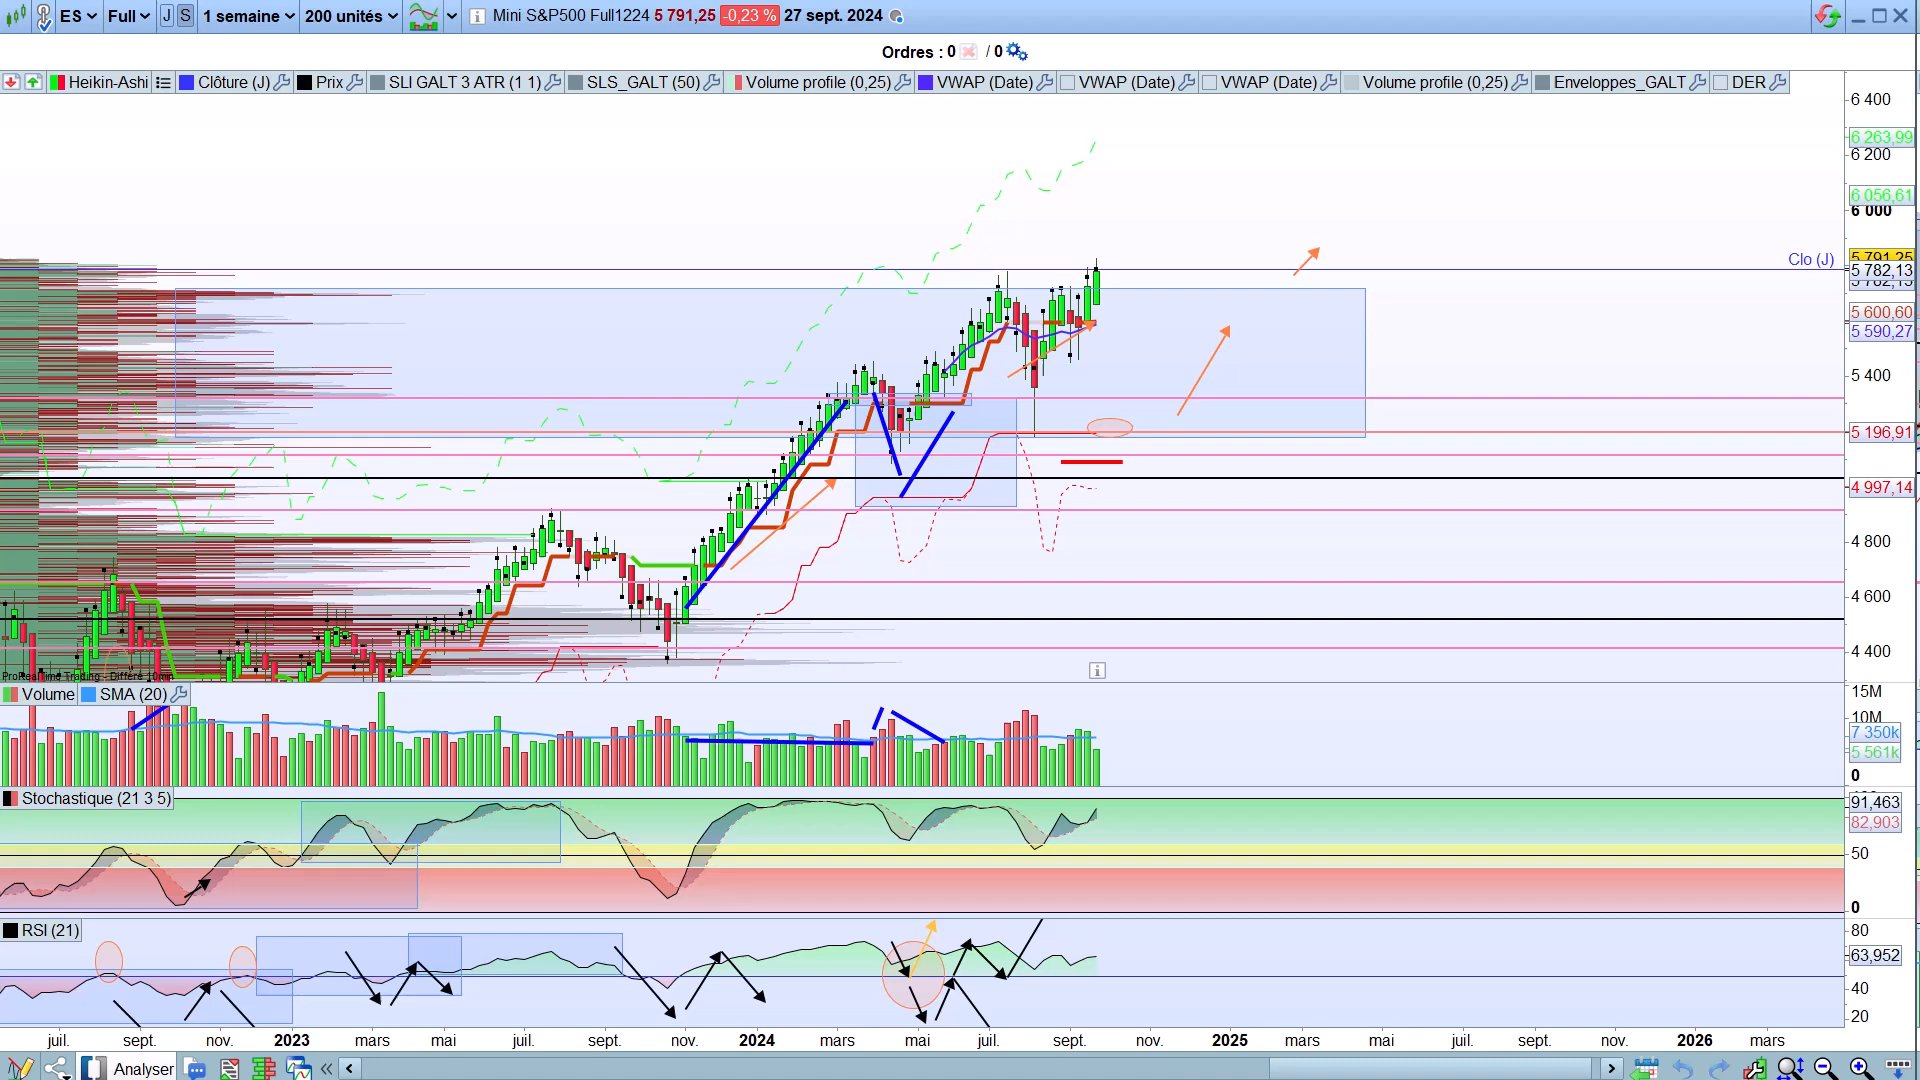 ES Full J S 1 semaine 200 unités Mini S&P500 Full1224 5 791,25 -0,23 % 27 sept. 2024
Ordres : 0 / 0
Heikin-Ashi Clôture (J) Prix SLI GALT 3 ATR (1 1) SLS_GALT (50) Volume profile (0,25) VWAP (Date) VWAP (Date) VWAP (Date) Volume profile (0,25) Enveloppes_GALT DER
6 400
6 263,99
6 200
6 056,61
6 000
Clo (J)
5 791,25
5 782,13
5 600,60
5 590,27
5 400
5 196,91
4 997,14
4 800
4 600
4 400
ProRealTime Trading - Différé 10min
Volume SMA (20)
15M
10M
7 350k
5 561k
0
Stochastique (21 3 5)
91,463
82,903
50
0
RSI (21)
80
63,952
40
20
juil. sept. nov. 2023 mars mai juil. sept. nov. 2024 mars mai juil. sept. nov. 2025 mars mai juil. sept. nov. 2026 mars
Analyser